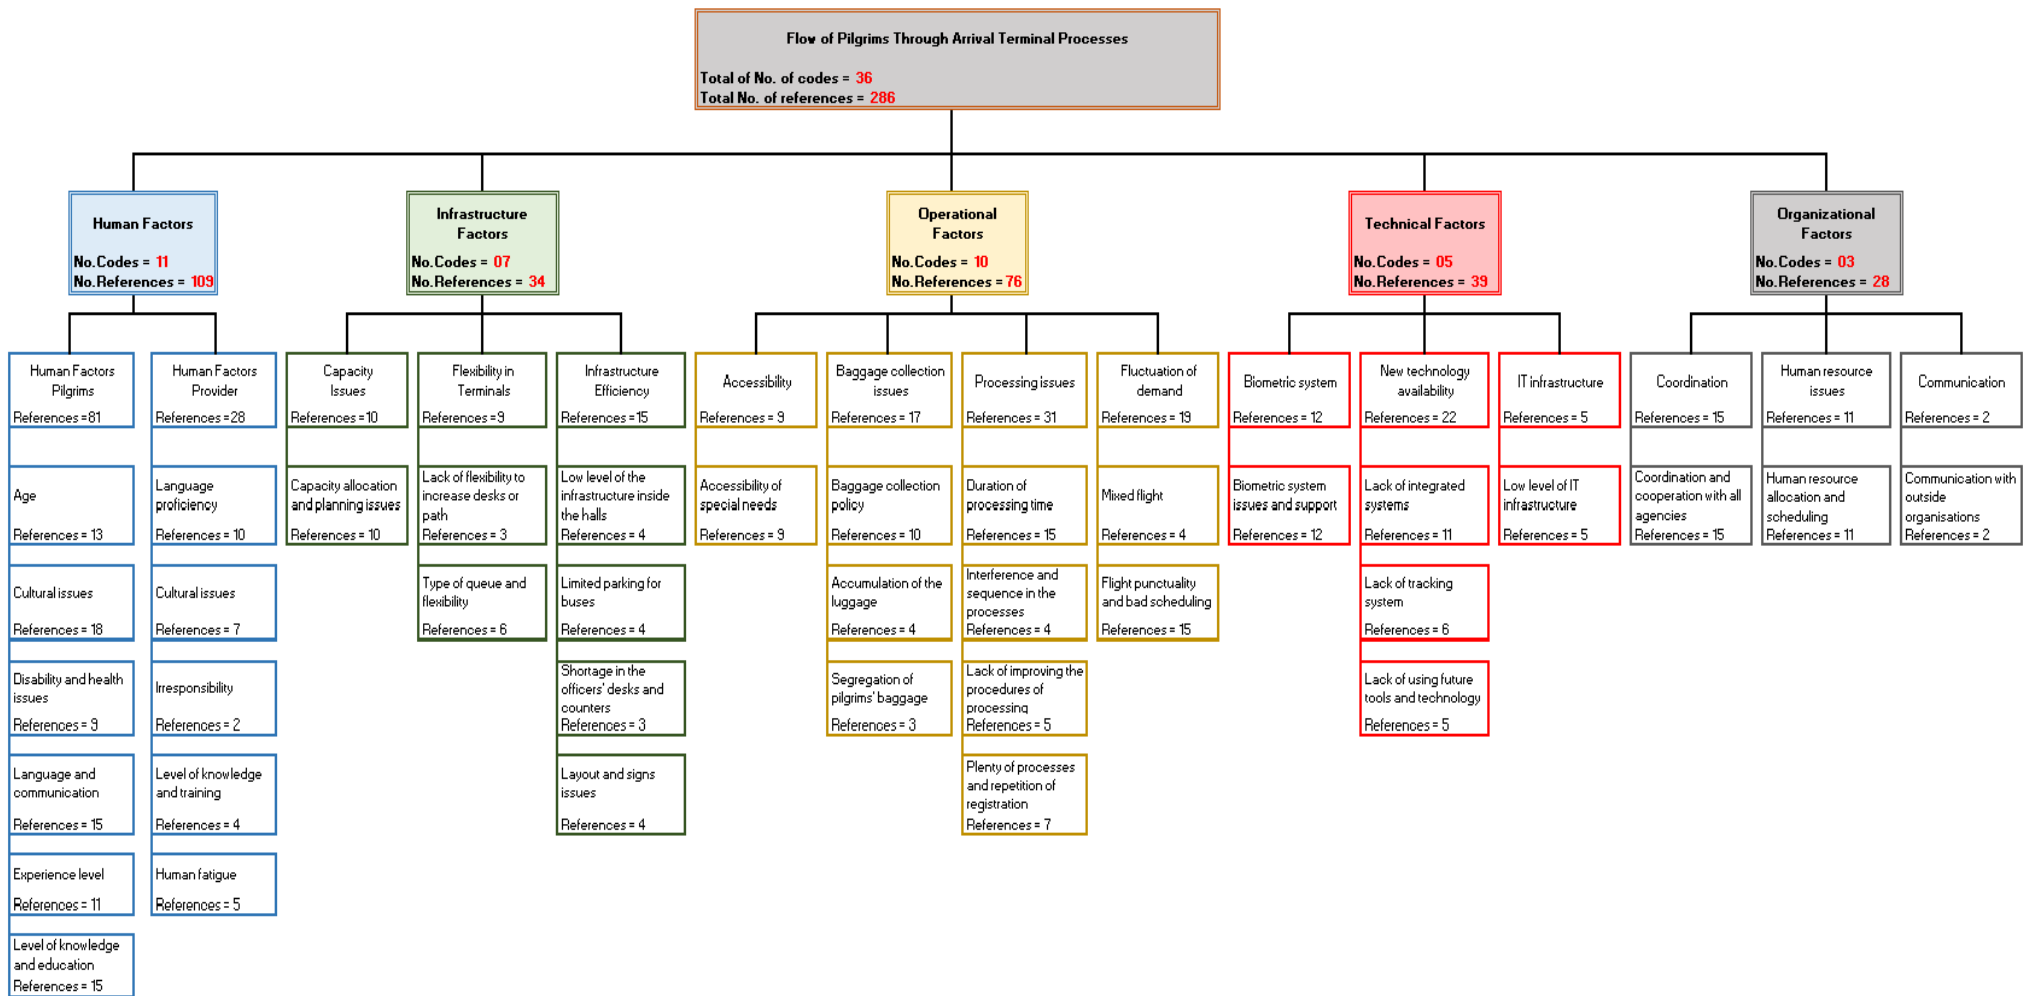 Flow of Pilgrims Through Arrival Terminal Processes
Total of No. of codes = 36
Total No. of references = 286
Human Factors
No.Codes = 11
No.References = 109
Infrastructure
Factors
No.Codes = 07
No.References = 34
Operational
Factors
No.Codes = 10
No.References = 76
Technical Factors
No.Codes = 05
No.References = 39
Organizational
Factors
No.Codes = 03
No.References = 28
Human Factors
Pilgrims
References =81
Age
References = 13
Cultural issues
References = 18
Disability and health
issues
References = 9
Language and
communication
References = 15
Experience level
References = 11
Level of knowledge
and education
References = 15
Human Factors
Provider
References =28
Language
proficiency
References = 10
Cultural issues
References = 7
Irresponsibility
References = 2
Level of knowledge
and training
References = 4
Human fatigue
References = 5
Capacity
Issues
References =10
Capacity allocation
and planning issues
References = 10
Flexibility in
Terminals
References =9
Lack of flexibility to
increase desks or
path
References = 3
Type of queue and
flexibility
References = 6
Infrastructure
Efficiency
References =15
Low level of the
infrastructure inside
the halls
References = 4
Limited parking for
buses
References = 4
Shortage in the
officers' desks and
counters
References = 3
Layout and signs
issues
References = 4
Accessibility
References = 9
Accessibility of
special needs
References = 9
Baggage collection
issues
References = 17
Baggage collection
policy
References = 10
Accumulation of the
luggage
References = 4
Segregation of
pilgrims' baggage
References = 3
Processing issues
References = 31
Duration of
processing time
References = 15
Interference and
sequence in the
processes
References = 4
Lack of improving the
procedures of
processing
References = 5
Plenty of processes
and repetition of
registration
References = 7
Fluctuation of
demand
References = 19
Mixed flight
References = 4
Flight punctuality
and bad scheduling
References = 15
Biometric system
References = 12
Biometric system
issues and support
References = 12
New technology
availability
References = 22
Lack of integrated
systems
References = 11
Lack of tracking
system
References = 6
Lack of using future
tools and technology
References = 5
IT infrastructure
References = 5
Low level of IT
infrastructure
References = 5
Coordination
References = 15
Coordination and
cooperation with all
agencies
References = 15
Human resource
issues
References = 11
Human resource
allocation and
scheduling
References = 11
Communication
References = 2
Communication with
outside
organisations
References = 2